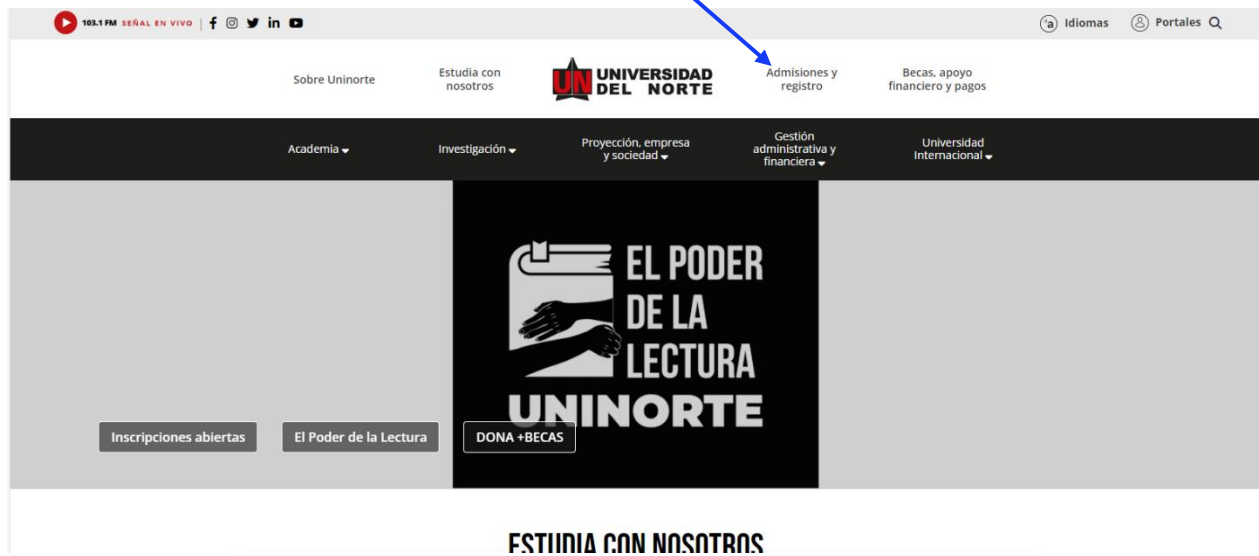 103.1 FM SEÑAL EN VIVO
Idiomas
Portales
Sobre Uninorte
Estudia con
nosotros
UN UNIVERSIDAD
DEL NORTE
Admisiones y
registro
Becas, apoyo
financiero y pagos
Academia
Investigación
Proyección, empresa
y sociedad
Gestión
administrativa y
financiera
Universidad
Internacional
EL PODER
DE LA
LECTURA
UNINORTE
Inscripciones abiertas
El Poder de la Lectura
DONA +BECAS
ESTUDIA CON NOSOTROS